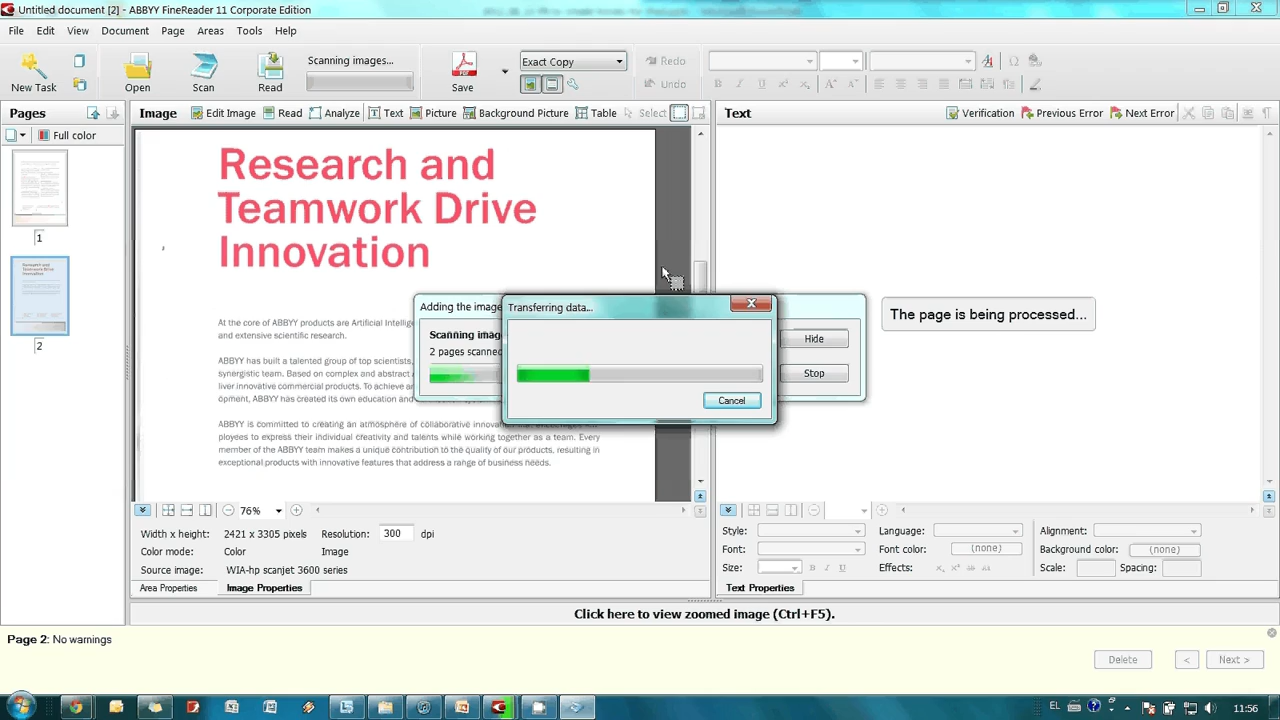 Untitled document [2] - ABBYY FineReader 11 Corporate Edition
File Edit View Document Page Areas Tools Help
New Task Open Scan Read Scanning images... Save Exact Copy Redo Undo
Pages
Full color
1
2
Image Edit Image Read Analyze Text Picture Background Picture Table Select
Text Verification Previous Error Next Error
Research and
Teamwork Drive
Innovation
At the core of ABBYY products are Artificial Intellige
and extensive scientific research.
ABBYY has built a talented group of top scientists,
synergistic team. Based on complex and abstract
liver innovative commercial products. To achieve
opment, ABBYY has created its own education and
ABBYY is committed to creating an atmosphere of collaborative
ployees to express their individual creativity and talents while working together as a team. Every
member of the ABBYY team makes a unique contribution to the quality of our products, resulting in
exceptional products with innovative features that address a range of business needs.
Adding the image
Scanning imag
2 pages scanned
Hide
Stop
Transferring data...
Cancel
The page is being processed...
76%
Width x height: 2421 x 3305 pixels Resolution: 300 dpi
Color mode: Color Image
Source image: WIA-hp scanjet 3600 series
Area Properties Image Properties
Style: Language: Alignment:
Font: Font color: (none) Background color: (none)
Size: Effects: Scale: Spacing:
Text Properties
Click here to view zoomed image (Ctrl+F5).
Page 2: No warnings
Delete < Next >
EL 11:56